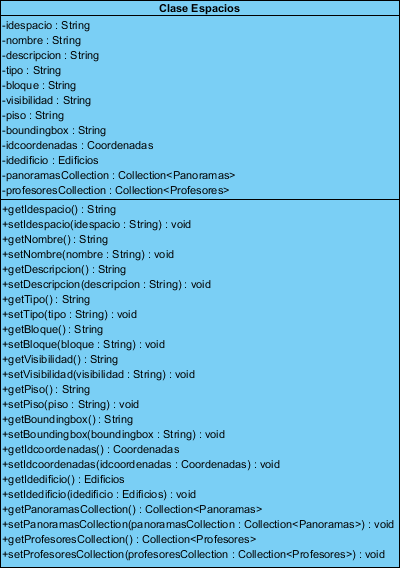 Clase Espacios
-idespacio : String
-nombre : String
-descripcion : String
-tipo : String
-bloque : String
-visibilidad : String
-piso : String
-boundingbox : String
-idcoordenadas : Coordenadas
-idedificio : Edificios
-panoramasCollection : Collection<Panoramas>
-profesoresCollection : Collection<Profesores>
+getIdespacio() : String
+setIdespacio(idespacio : String) : void
+getNombre() : String
+setNombre(nombre : String) : void
+getDescripcion() : String
+setDescripcion(descripcion : String) : void
+getTipo() : String
+setTipo(tipo : String) : void
+getBloque() : String
+setBloque(bloque : String) : void
+getVisibilidad() : String
+setVisibilidad(visibilidad : String) : void
+getPiso() : String
+setPiso(piso : String) : void
+getBoundingbox() : String
+setBoundingbox(boundingbox : String) : void
+getIdcoordenadas() : Coordenadas
+setIdcoordenadas(idcoordenadas : Coordenadas) : void
+getIdedificio() : Edificios
+setIdedificio(idedificio : Edificios) : void
+getPanoramasCollection() : Collection<Panoramas>
+setPanoramasCollection(panoramasCollection : Collection<Panoramas>) : void
+getProfesoresCollection() : Collection<Profesores>
+setProfesoresCollection(profesoresCollection : Collection<Profesores>) : void